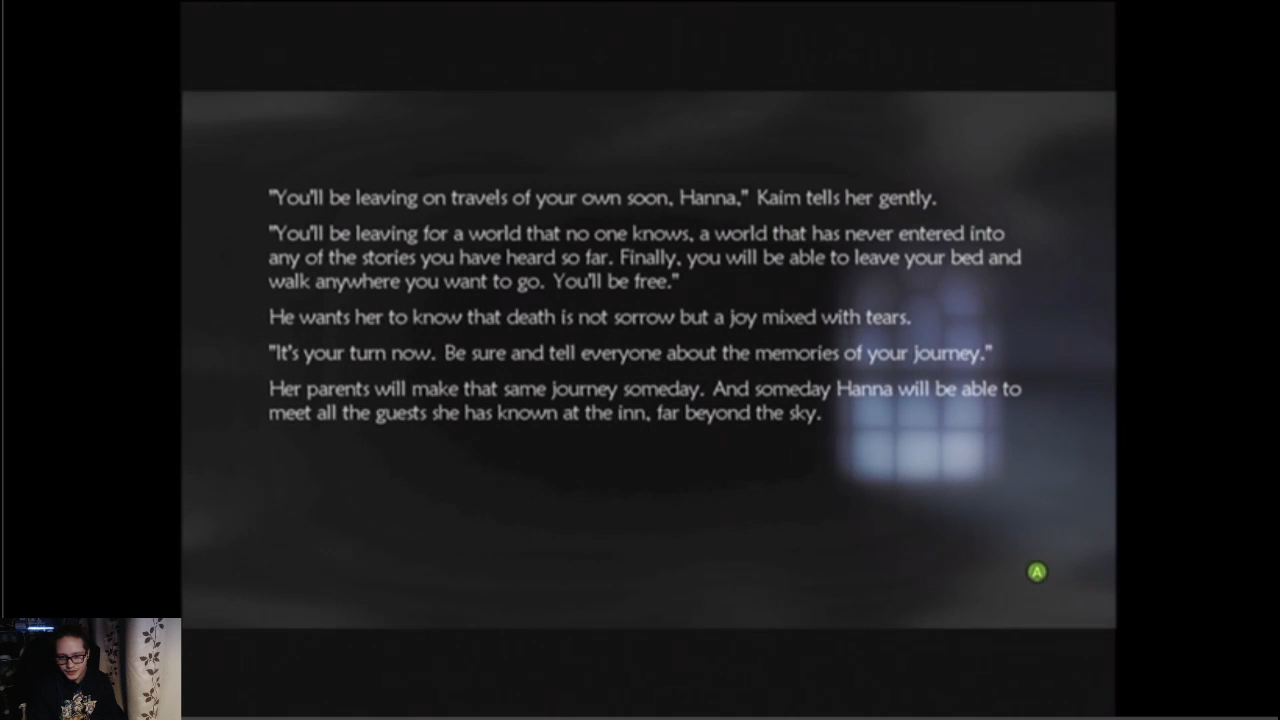 "You'll be leaving on travels of your own soon, Hanna," Kaim tells her gently.
"You'll be leaving for a world that no one knows, a world that has never entered into
any of the stories you have heard so far. Finally, you will be able to leave your bed and
walk anywhere you want to go. You'll be free."
He wants her to know that death is not sorrow but a joy mixed with tears.
"It's your turn now. Be sure and tell everyone about the memories of your journey."
Her parents will make that same journey someday. And someday Hanna will be able to
meet all the guests she has known at the inn, far beyond the sky.
A